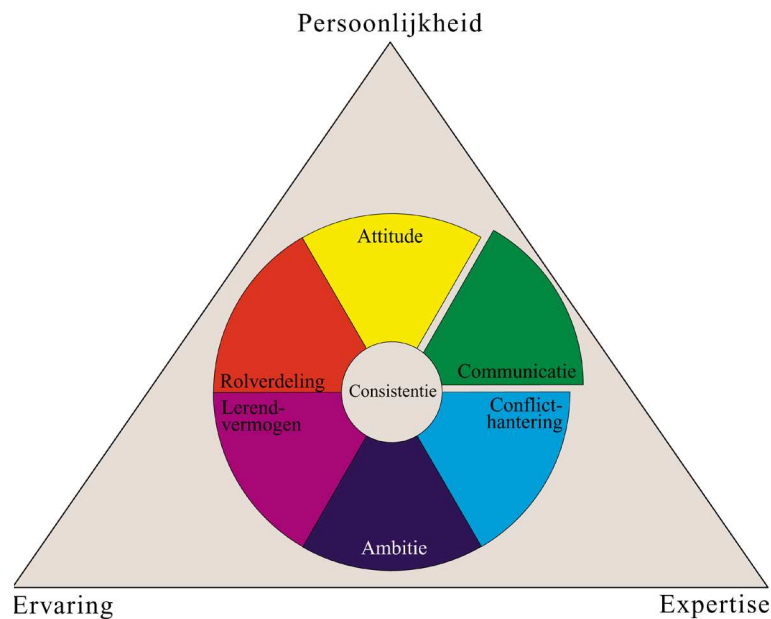 Persoonlijkheid
Attitude
Communicatie
Rolverdeling
Consistentie
Lerend-
vermogen
Conflict-
hantering
Ambitie
Ervaring
Expertise